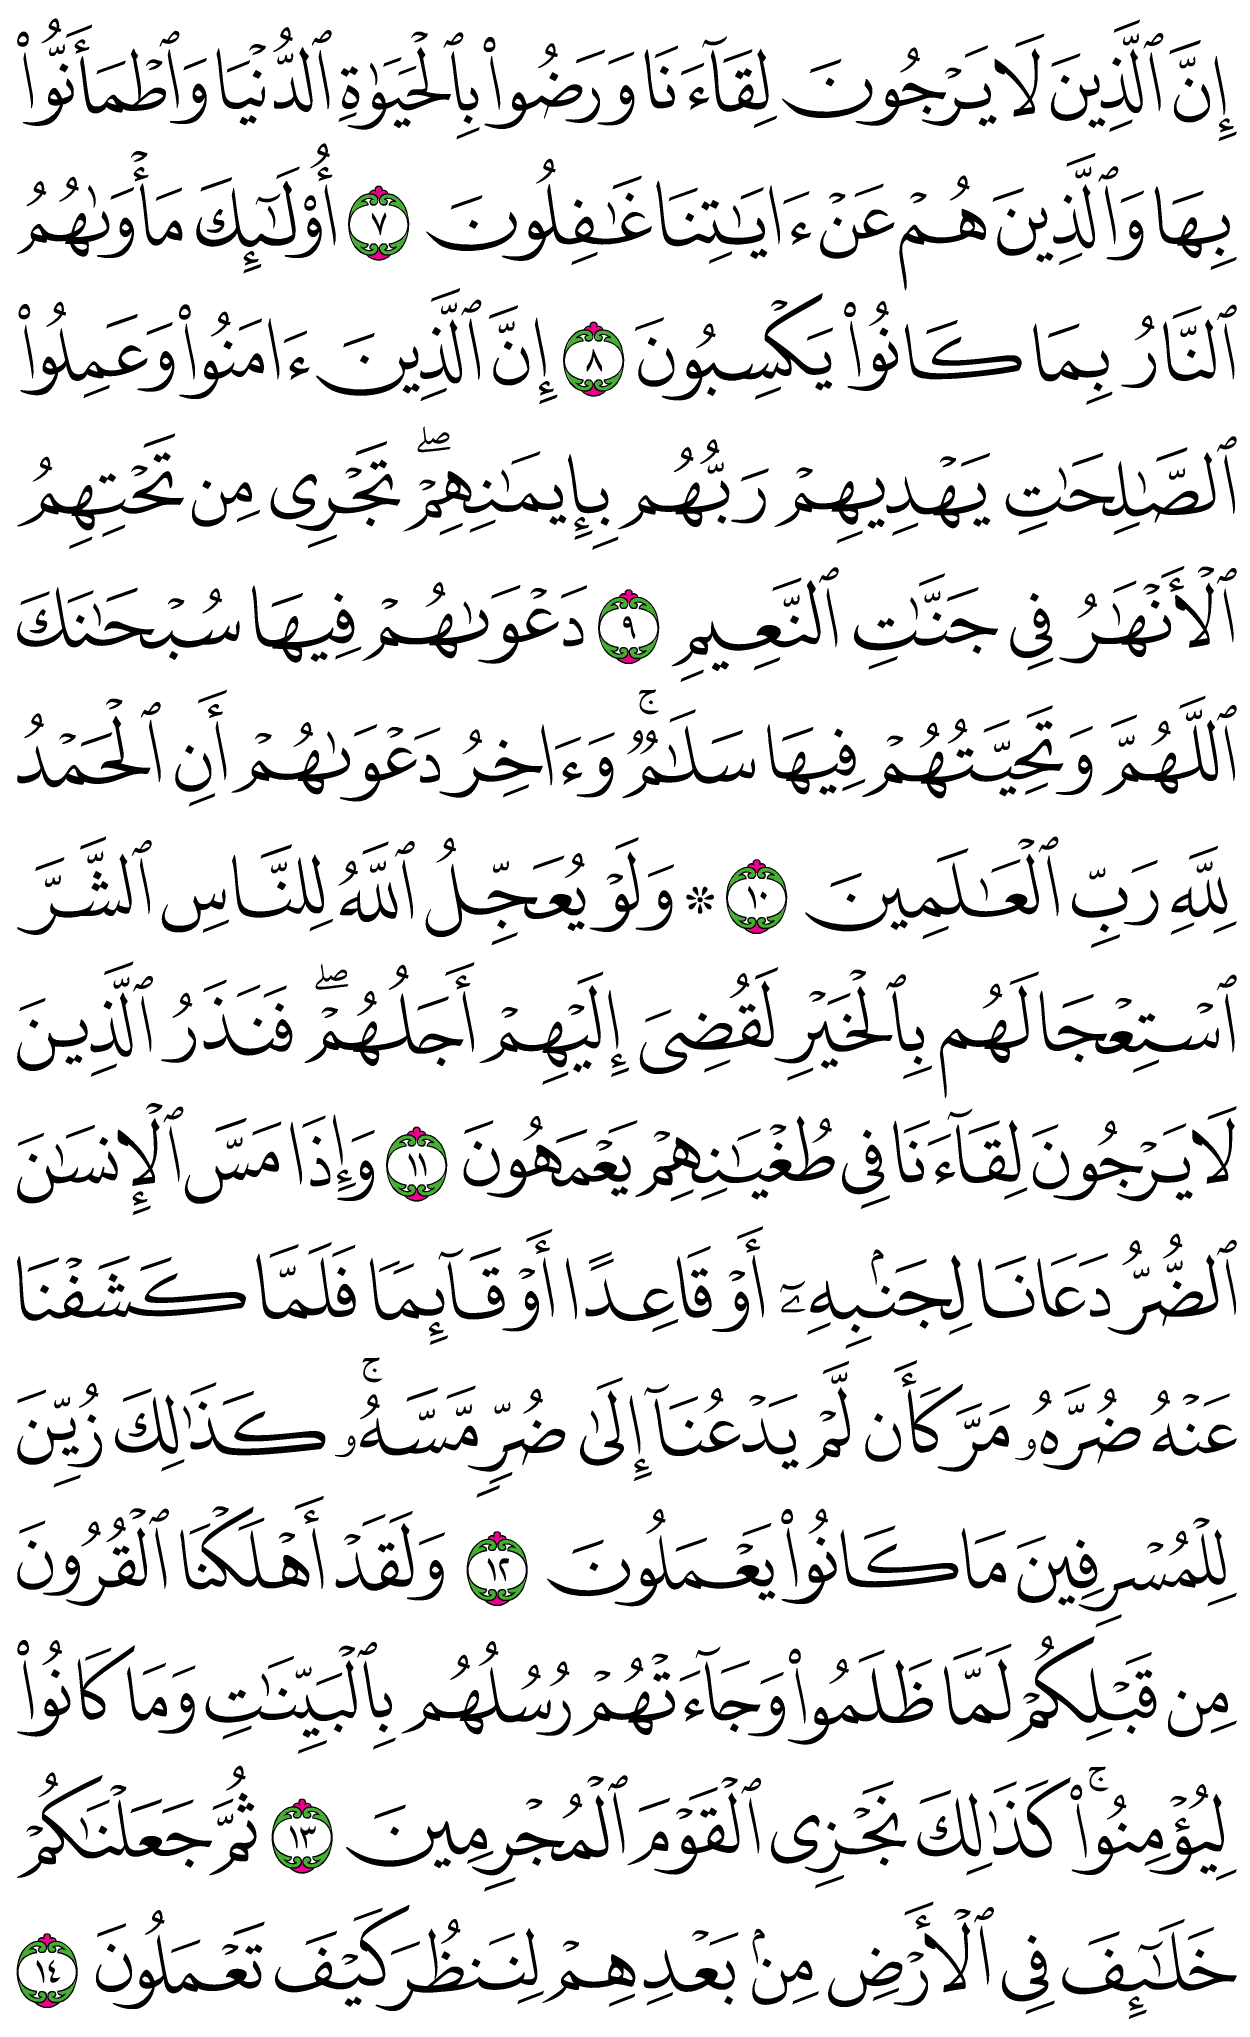 إِنَّ ٱلَّذِينَ لَا يَرۡجُونَ لِقَآءَنَا وَرَضُواْ بِٱلۡحَيَوٰةِ ٱلدُّنۡيَا وَٱطۡمَأَنُّواْ
بِهَا وَٱلَّذِينَ هُمۡ عَنۡ ءَايَٰتِنَا غَٰفِلُونَ ٧ أُوْلَٰٓئِكَ مَأۡوَىٰهُمُ
ٱلنَّارُ بِمَا كَانُواْ يَكۡسِبُونَ ٨ إِنَّ ٱلَّذِينَ ءَامَنُواْ وَعَمِلُواْ
ٱلصَّٰلِحَٰتِ يَهۡدِيهِمۡ رَبُّهُم بِإِيمَٰنِهِمۡۖ تَجۡرِي مِن تَحۡتِهِمُ
ٱلۡأَنۡهَٰرُ فِي جَنَّٰتِ ٱلنَّعِيمِ ٩ دَعۡوَىٰهُمۡ فِيهَا سُبۡحَٰنَكَ
ٱللَّهُمَّ وَتَحِيَّتُهُمۡ فِيهَا سَلَٰمٞۚ وَءَاخِرُ دَعۡوَىٰهُمۡ أَنِ ٱلۡحَمۡدُ
لِلَّهِ رَبِّ ٱلۡعَٰلَمِينَ ١٠ ۞ وَلَوۡ يُعَجِّلُ ٱللَّهُ لِلنَّاسِ ٱلشَّرَّ
ٱسۡتِعۡجَالَهُم بِٱلۡخَيۡرِ لَقُضِيَ إِلَيۡهِمۡ أَجَلُهُمۡۖ فَنَذَرُ ٱلَّذِينَ
لَا يَرۡجُونَ لِقَآءَنَا فِي طُغۡيَٰنِهِمۡ يَعۡمَهُونَ ١١ وَإِذَا مَسَّ ٱلۡإِنسَٰنَ
ٱلضُّرُّ دَعَانَا لِجَنۢبِهِۦٓ أَوۡ قَاعِدًا أَوۡ قَآئِمٗا فَلَمَّا كَشَفۡنَا
عَنۡهُ ضُرَّهُۥ مَرَّ كَأَن لَّمۡ يَدۡعُنَآ إِلَىٰ ضُرّٖ مَّسَّهُۥۚ كَذَٰلِكَ زُيِّنَ
لِلۡمُسۡرِفِينَ مَا كَانُواْ يَعۡمَلُونَ ١٢ وَلَقَدۡ أَهۡلَكۡنَا ٱلۡقُرُونَ
مِن قَبۡلِكُمۡ لَمَّا ظَلَمُواْ وَجَآءَتۡهُمۡ رُسُلُهُم بِٱلۡبَيِّنَٰتِ وَمَا كَانُواْ
لِيُؤۡمِنُواْۚ كَذَٰلِكَ نَجۡزِي ٱلۡقَوۡمَ ٱلۡمُجۡرِمِينَ ١٣ ثُمَّ جَعَلۡنَٰكُمۡ
خَلَٰٓئِفَ فِي ٱلۡأَرۡضِ مِنۢ بَعۡدِهِمۡ لِنَنظُرَ كَيۡفَ تَعۡمَلُونَ ١٤